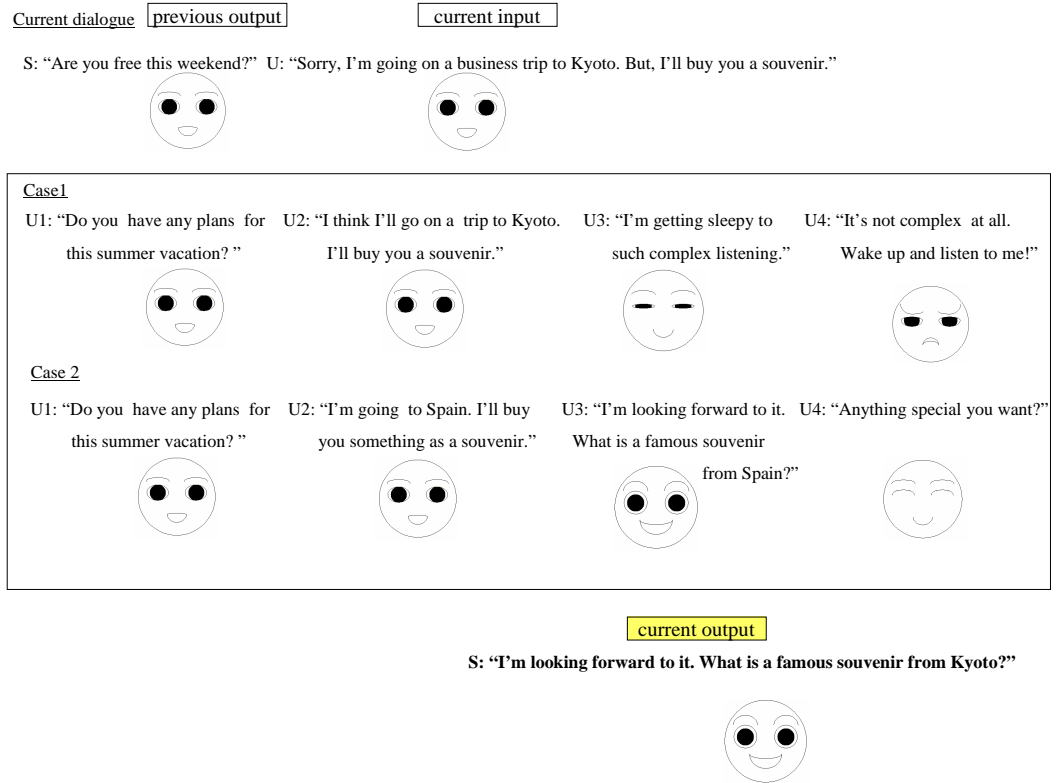 Current dialogue previous output current input
S: “Are you free this weekend?” U: “Sorry, I’m going on a business trip to Kyoto. But, I’ll buy you a souvenir.”
Case1
U1: “Do you have any plans for this summer vacation? ”
U2: “I think I’ll go on a trip to Kyoto. I’ll buy you a souvenir.”
U3: “I’m getting sleepy to such complex listening.”
U4: “It’s not complex at all. Wake up and listen to me!”
Case 2
U1: “Do you have any plans for this summer vacation? ”
U2: “I’m going to Spain. I’ll buy you something as a souvenir.”
U3: “I’m looking forward to it. What is a famous souvenir from Spain?”
U4: “Anything special you want?”
current output
S: “I’m looking forward to it. What is a famous souvenir from Kyoto?”